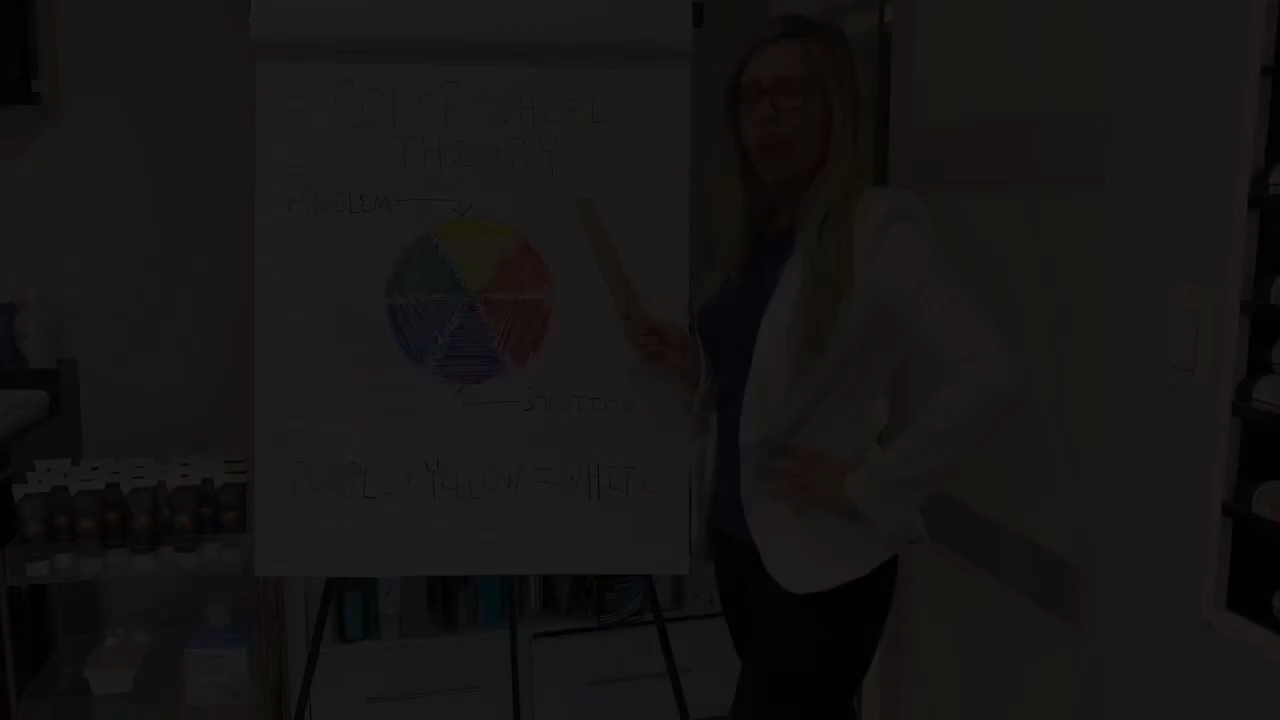 COLOR WHEEL
THEORY
PROBLEM
SOLUTION
PURPLE + YELLOW = WHITE